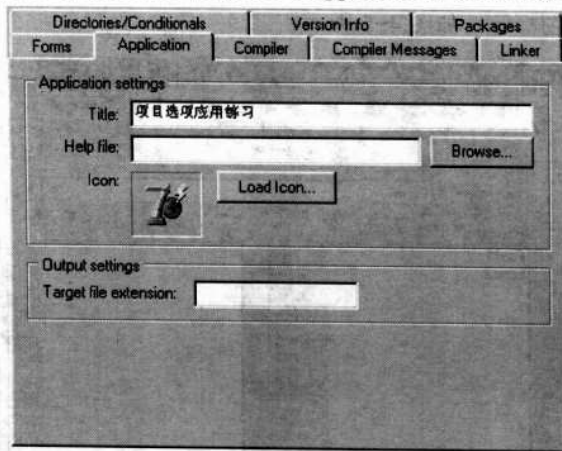 Directories/Conditionals Version Info Packages
Forms Application Compiler Compiler Messages Linker
Application settings
Title: 项目选项应用练习
Help file: Browse...
Icon: Load Icon...
Output settings
Target file extension: